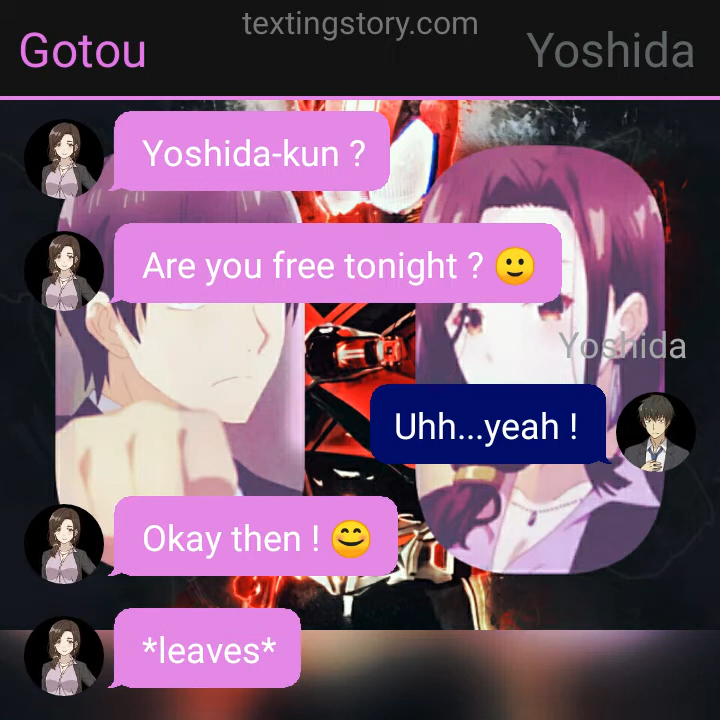 textingstory.com
Gotou
Yoshida
Yoshida-kun ?
Are you free tonight ? 🙂
Yoshida
Uhh...yeah !
Okay then ! 😊
*leaves*